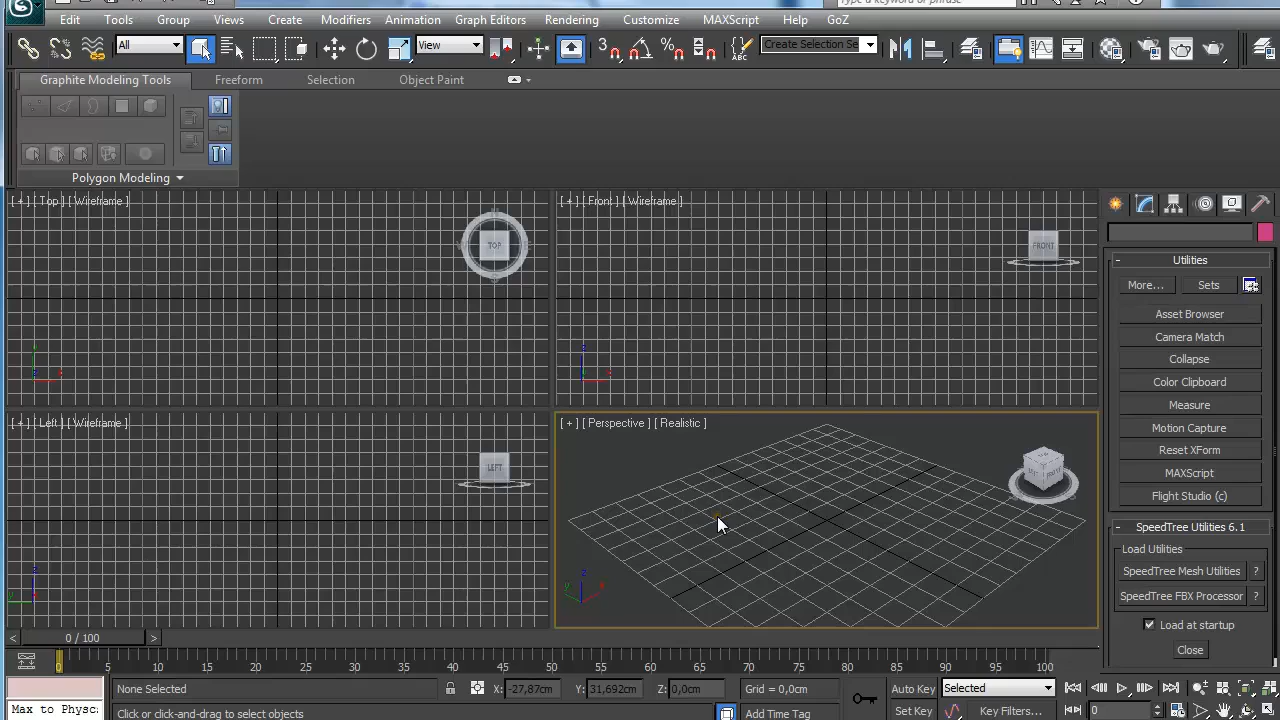 Type a keyword or phrase
Edit Tools Group Views Create Modifiers Animation Graph Editors Rendering Customize MAXScript Help GoZ
All View 3 % ABC Create Selection Se
Graphite Modeling Tools Freeform Selection Object Paint
Polygon Modeling
[ + ] [ Top ] [ Wireframe ]
TOP
[ + ] [ Front ] [ Wireframe ]
FRONT
[ + ] [ Left ] [ Wireframe ]
LEFT
[ + ] [ Perspective ] [ Realistic ]
- Utilities
More... Sets
Asset Browser
Camera Match
Collapse
Color Clipboard
Measure
Motion Capture
Reset XForm
MAXScript
Flight Studio (c)
- SpeedTree Utilities 6.1
Load Utilities
SpeedTree Mesh Utilities ?
SpeedTree FBX Processor ?
Load at startup
Close
< 0 / 100 >
0 5 10 15 20 25 30 35 40 45 50 55 60 65 70 75 80 85 90 95 100
None Selected X: -27,87cm Y: 31,692cm Z: 0,0cm Grid = 0,0cm Auto Key Selected
Max to Physc Click or click-and-drag to select objects Add Time Tag Set Key Key Filters... 0